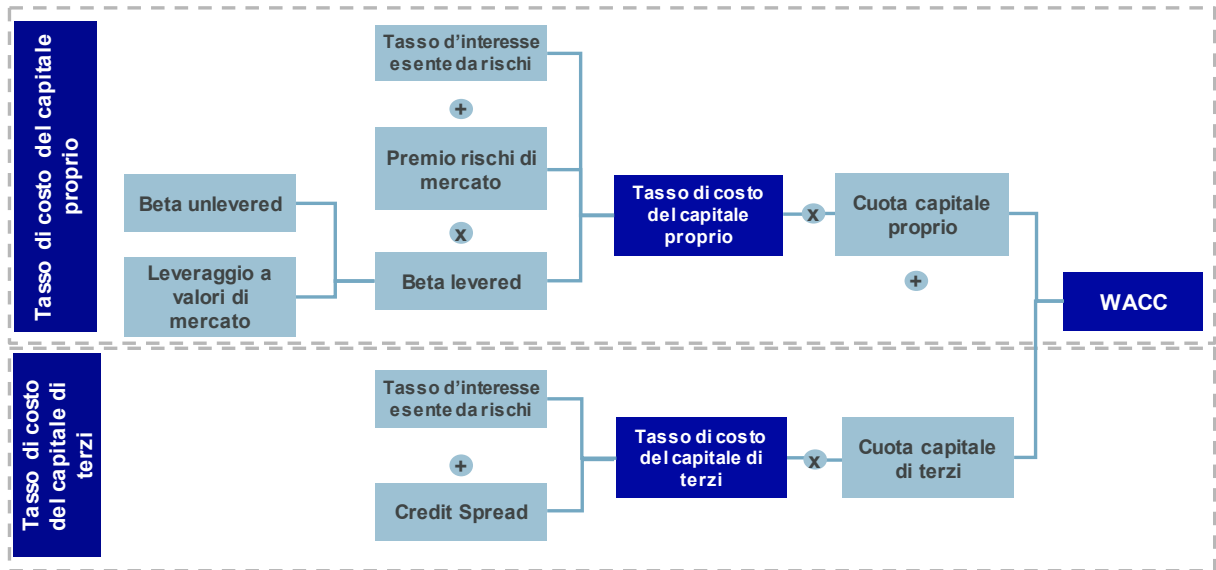 Tasso di costo del capitale
proprio
Tasso d'interesse
esente da rischi
+
Premio rischi di
mercato
x
Beta unlevered
Leveraggio a
valori di
mercato
Beta levered
Tasso di costo
del capitale
proprio
x
Cuota capitale
proprio
+
WACC
Tasso di costo
del capitale di
terzi
Tasso d'interesse
esente da rischi
+
Credit Spread
Tasso di costo
del capitale di
terzi
x
Cuota capitale
di terzi